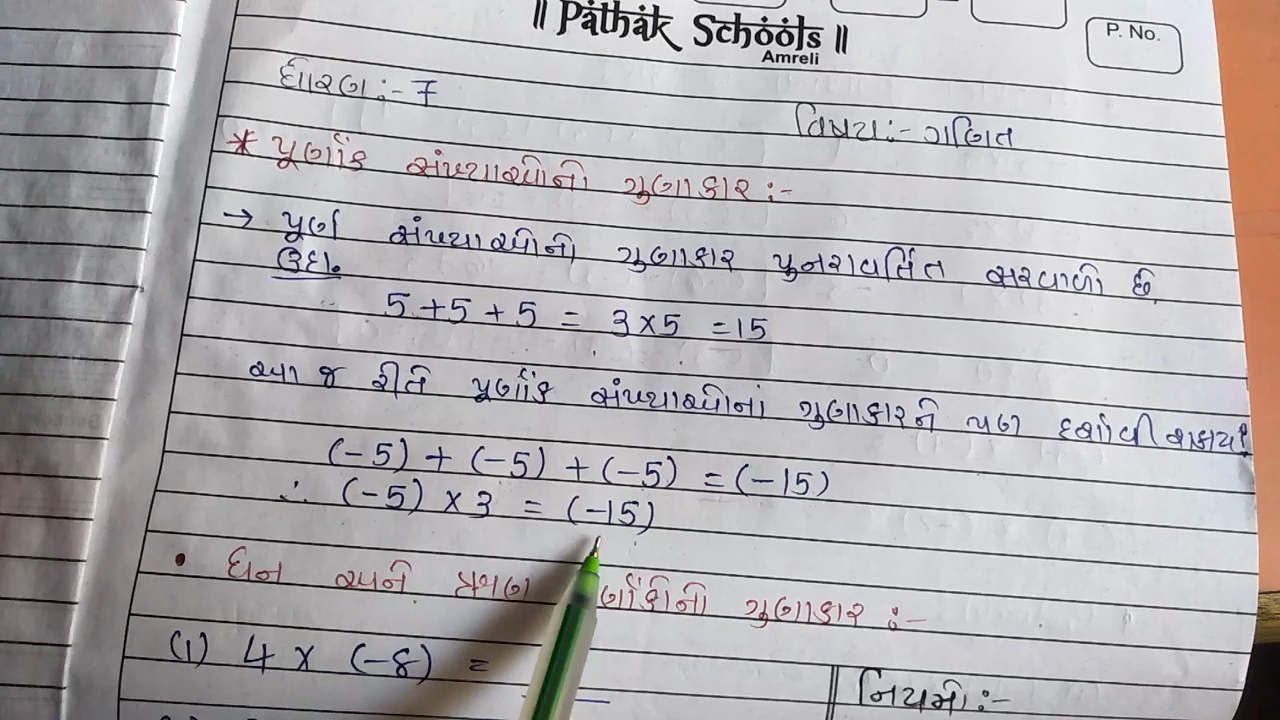 || Pathak Schools ||
Amreli
P. No.
ધોરણ :- 7
વિષય :- ગણિત
* પૂર્ણાંક સંખ્યાઓનો ગુણાકાર :-
→ પૂર્ણ સંખ્યાઓનો ગુણાકાર પુનરાવર્તિત સરવાળો છે.
ઉદા.
5 + 5 + 5 = 3 x 5 = 15
આ જ રીતે પૂર્ણાંક સંખ્યાઓનાં ગુણાકારને પણ દર્શાવી શકાય?
(-5) + (-5) + (-5) = (-15)
∴ (-5) x 3 = (-15)
• ધન અને ઋણ ર્ણાંકોનો ગુણાકાર :-
(1) 4 x (-8) =
નિયમો :-